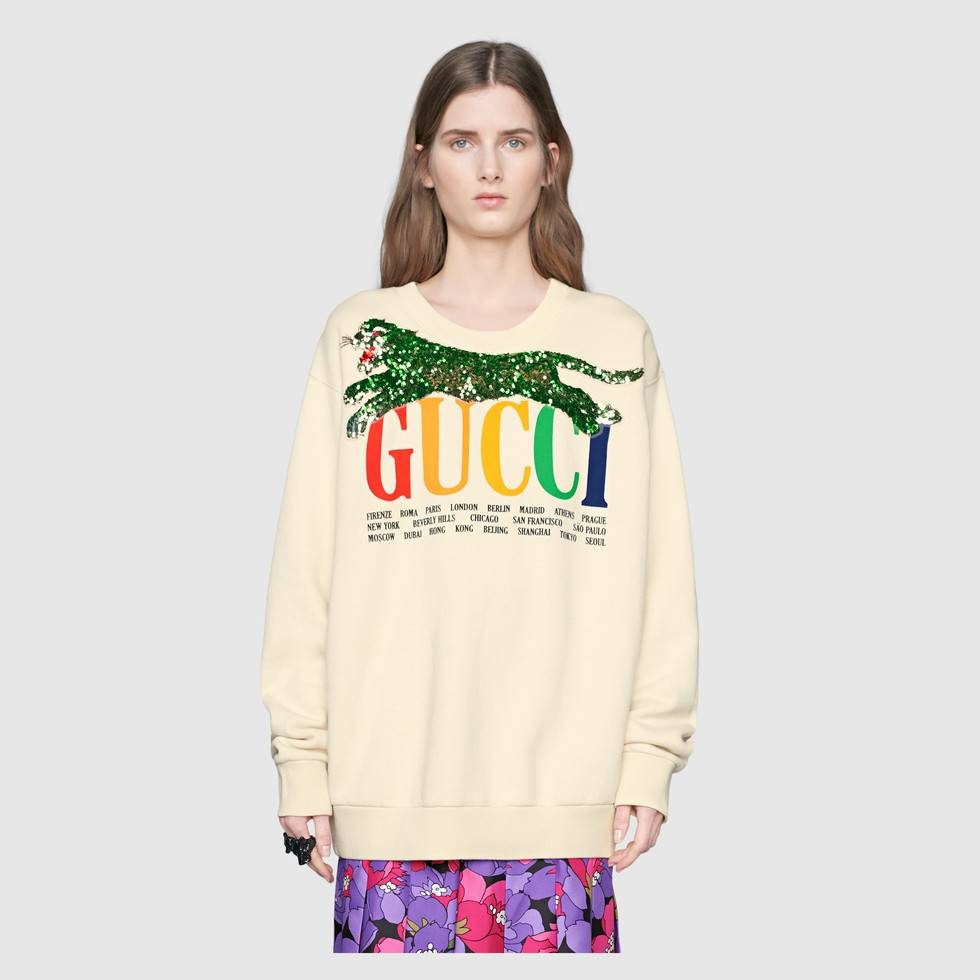 GUCCI
FIRENZE ROMA PARIS LONDON BERLIN MADRID ATHENS PRAGUE
NEW YORK BEVERLY HILLS CHICAGO SAN FRANCISCO SÃO PAULO
MOSCOW DUBAI HONG KONG BEIJING SHANGHAI TOKYO SEOUL